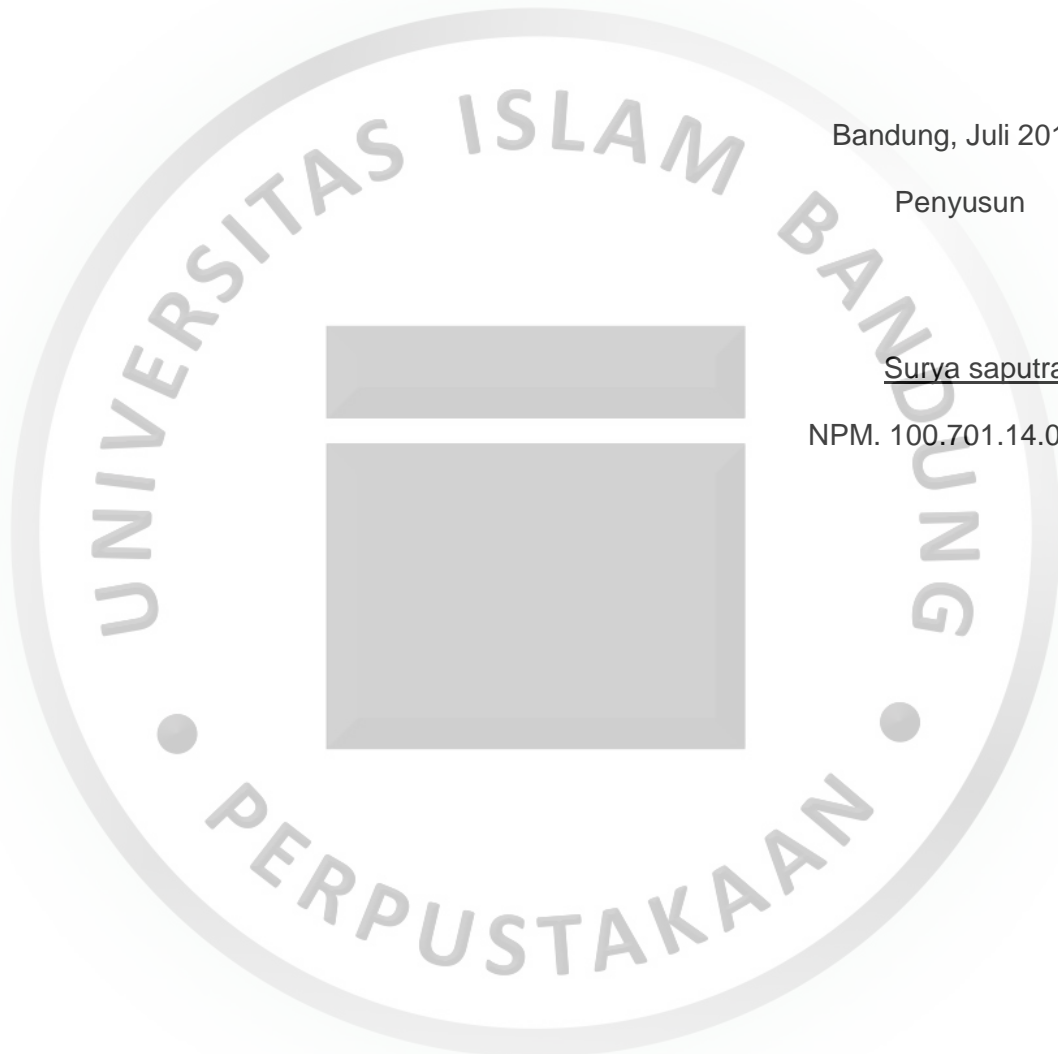 Bandung, Juli 201
Penyusun
Surya saputra
NPM. 100.701.14.0
UNIVERSITAS ISLAM BANDUNG
PERPUSTAKAAN